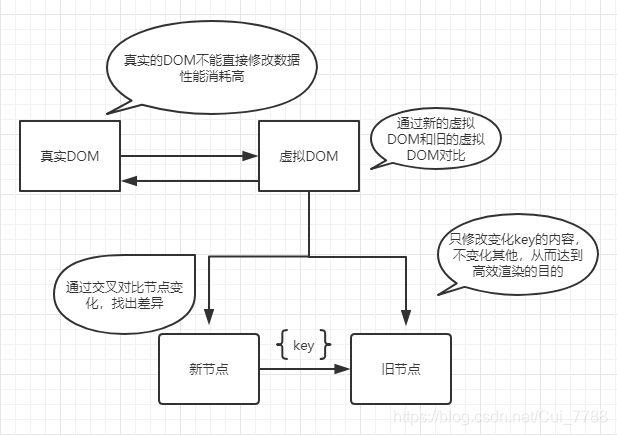 真实的DOM不能直接修改数据
性能消耗高
真实DOM
虚拟DOM
通过新的虚拟
DOM和旧的虚拟
DOM对比
只修改变化key的内容，
不变化其他，从而达到
高效渲染的目的
通过交叉对比节点变
化，找出差异
新节点
{ key }
旧节点
https://blog.csdn.net/Cui_7783